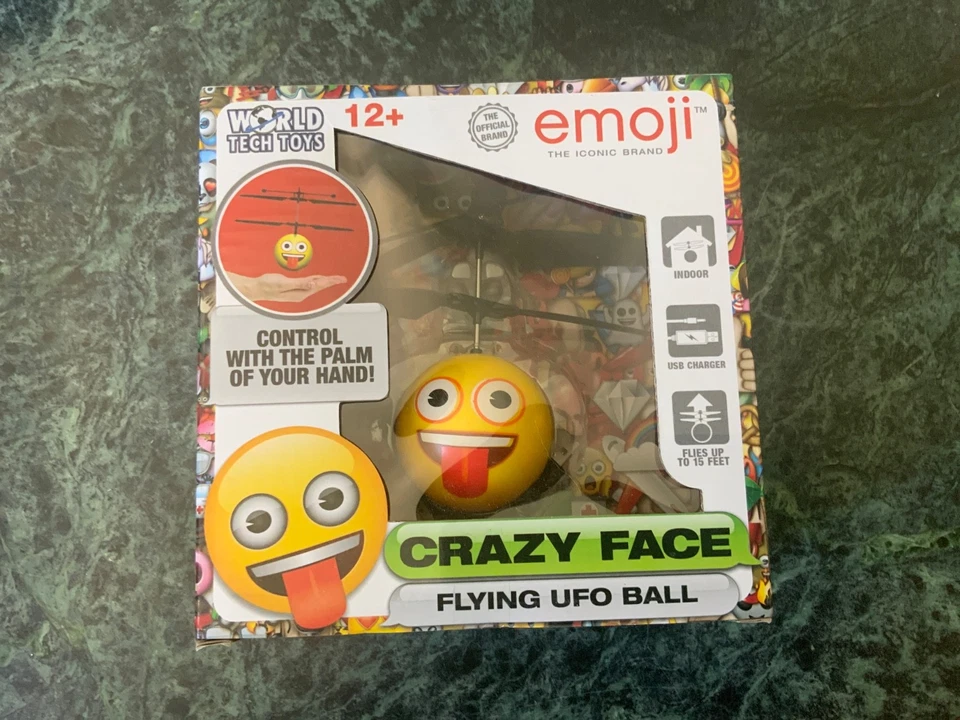 WORLD
TECH TOYS
12+
THE
OFFICIAL
BRAND
emoji™
THE ICONIC BRAND
CONTROL
WITH THE PALM
OF YOUR HAND!
INDOOR
USB CHARGER
FLIES UP
TO 15 FEET
CRAZY FACE
FLYING UFO BALL